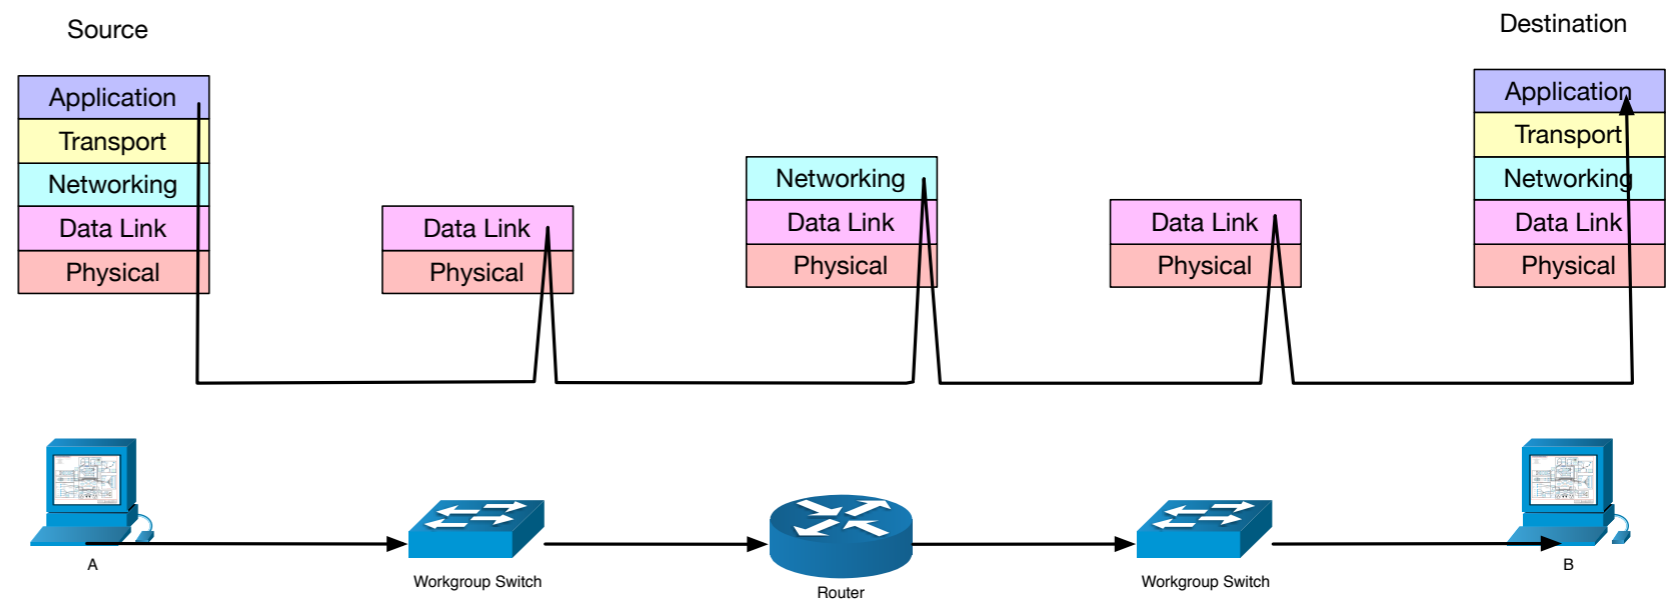 Source
Destination
Application
Transport
Networking
Data Link
Physical
Data Link
Physical
Networking
Data Link
Physical
Data Link
Physical
Application
Transport
Networking
Data Link
Physical
A
Workgroup Switch
Router
Workgroup Switch
B